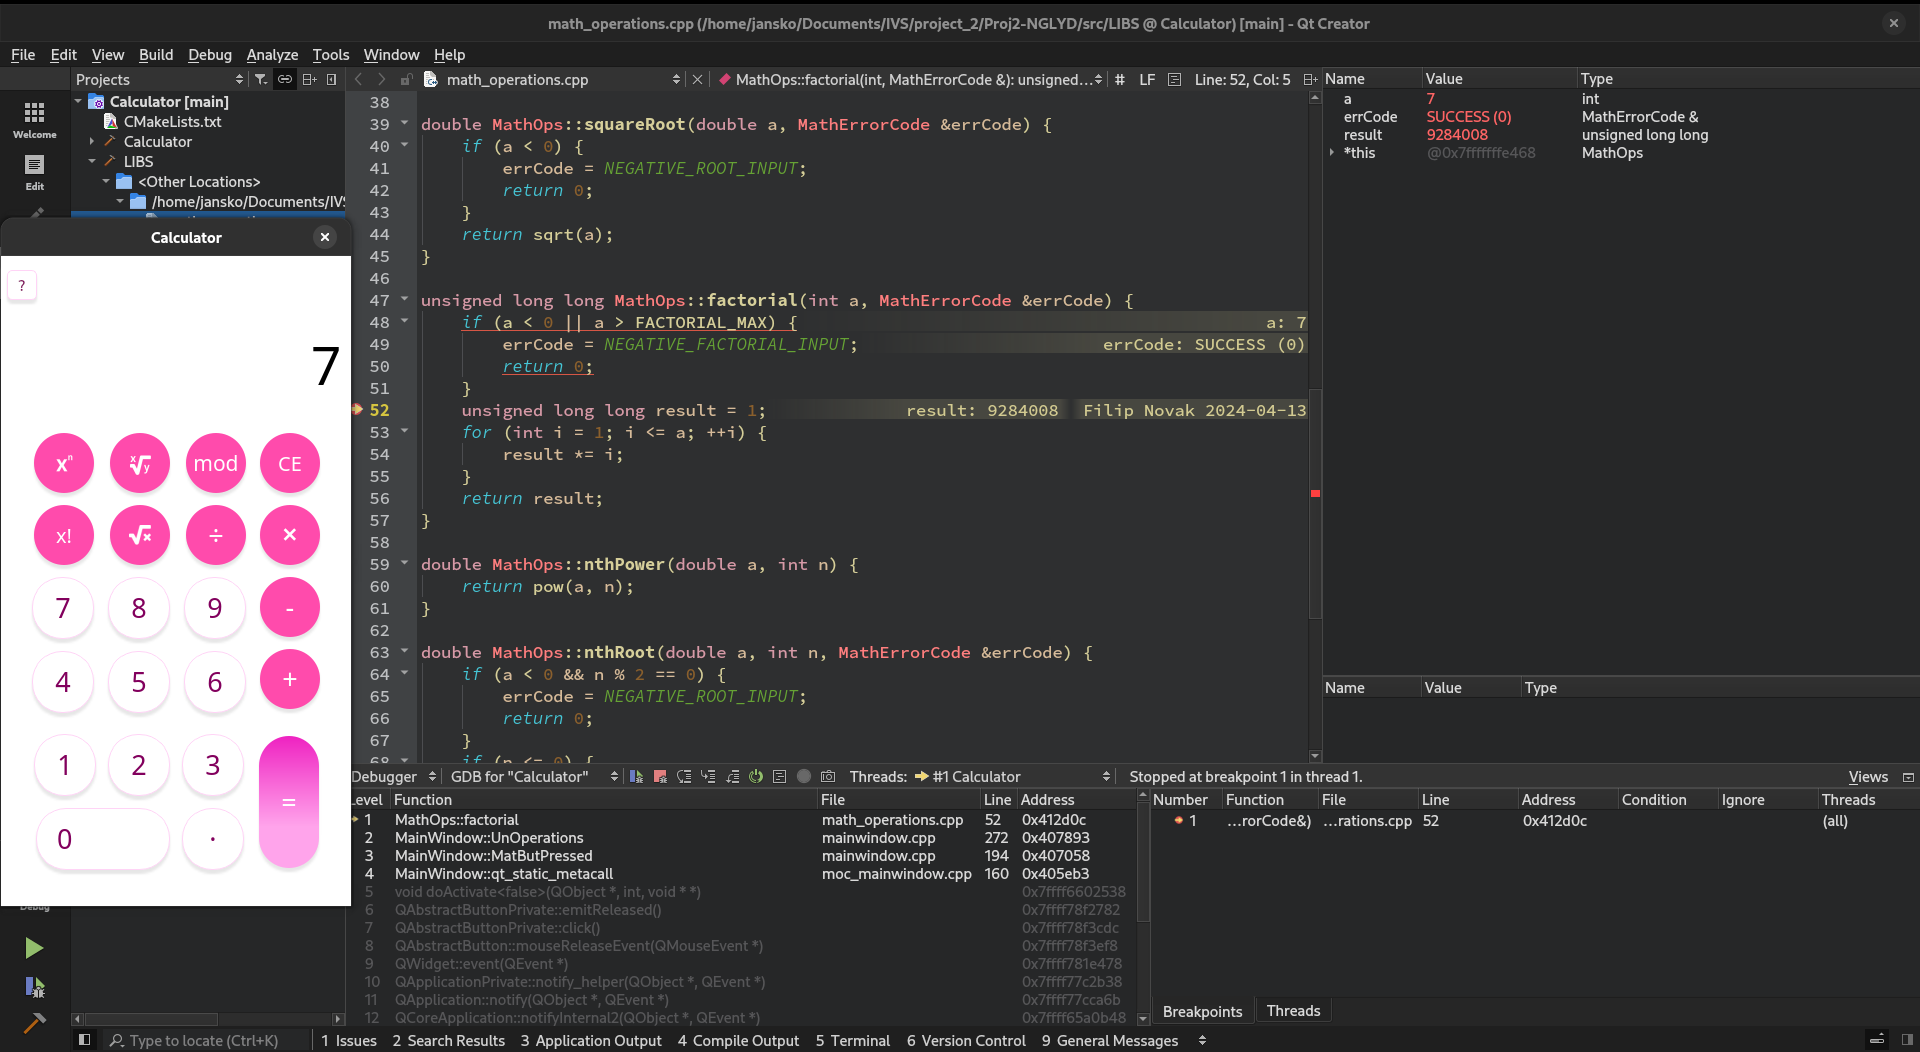 math_operations.cpp (/home/jansko/Documents/IVS/project_2/Proj2-NGLYD/src/LIBS @ Calculator) [main] - Qt Creator
File Edit View Build Debug Analyze Tools Window Help
Projects
math_operations.cpp
MathOps::factorial(int, MathErrorCode &): unsigned...
# LF Line: 52, Col: 5
Welcome
Edit
Calculator [main]
CMakeLists.txt
Calculator
LIBS
<Other Locations>
/home/jansko/Documents/IVS
Calculator
?
7
xⁿ ˣ√y mod CE
x! √x ÷ ×
7 8 9 -
4 5 6 +
1 2 3 =
0 .
Debug
38
39 double MathOps::squareRoot(double a, MathErrorCode &errCode) {
40 if (a < 0) {
41 errCode = NEGATIVE_ROOT_INPUT;
42 return 0;
43 }
44 return sqrt(a);
45 }
46
47 unsigned long long MathOps::factorial(int a, MathErrorCode &errCode) {
48 if (a < 0 || a > FACTORIAL_MAX) { a: 7
49 errCode = NEGATIVE_FACTORIAL_INPUT; errCode: SUCCESS (0)
50 return 0;
51 }
52 unsigned long long result = 1; result: 9284008 Filip Novak 2024-04-13
53 for (int i = 1; i <= a; ++i) {
54 result *= i;
55 }
56 return result;
57 }
58
59 double MathOps::nthPower(double a, int n) {
60 return pow(a, n);
61 }
62
63 double MathOps::nthRoot(double a, int n, MathErrorCode &errCode) {
64 if (a < 0 && n % 2 == 0) {
65 errCode = NEGATIVE_ROOT_INPUT;
66 return 0;
67 }
68 if (n <= 0) {
Name Value Type
a 7 int
errCode SUCCESS (0) MathErrorCode &
result 9284008 unsigned long long
*this @0x7fffffffe468 MathOps
Name Value Type
Debugger GDB for "Calculator" Threads: #1 Calculator Stopped at breakpoint 1 in thread 1. Views
Level Function File Line Address
1 MathOps::factorial math_operations.cpp 52 0x412d0c
2 MainWindow::UnOperations mainwindow.cpp 272 0x407893
3 MainWindow::MatButPressed mainwindow.cpp 194 0x407058
4 MainWindow::qt_static_metacall moc_mainwindow.cpp 160 0x405eb3
5 void doActivate<false>(QObject *, int, void * *) 0x7ffff6602538
6 QAbstractButtonPrivate::emitReleased() 0x7ffff78f2782
7 QAbstractButtonPrivate::click() 0x7ffff78f3cdc
8 QAbstractButton::mouseReleaseEvent(QMouseEvent *) 0x7ffff78f3ef8
9 QWidget::event(QEvent *) 0x7ffff781e478
10 QApplicationPrivate::notify_helper(QObject *, QEvent *) 0x7ffff77c2b38
11 QApplication::notify(QObject *, QEvent *) 0x7ffff77cca6b
12 QCoreApplication::notifyInternal2(QObject *, QEvent *) 0x7ffff65a0b48
Number Function File Line Address Condition Ignore Threads
1 ...rorCode&) ...rations.cpp 52 0x412d0c (all)
Breakpoints Threads
Type to locate (Ctrl+K) 1 Issues 2 Search Results 3 Application Output 4 Compile Output 5 Terminal 6 Version Control 9 General Messages